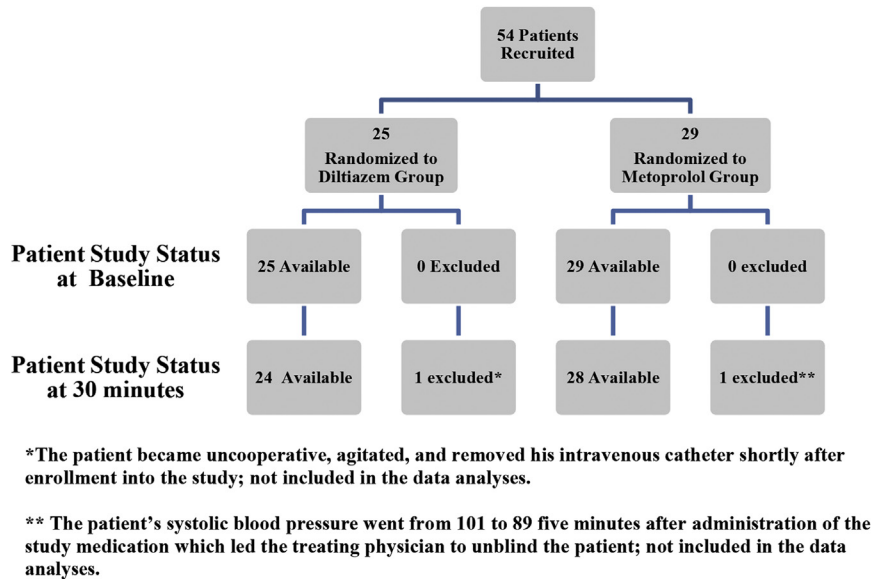 54 Patients
Recruited
25
Randomized to
Diltiazem Group
29
Randomized to
Metoprolol Group
Patient Study Status
at Baseline
25 Available
0 Excluded
29 Available
0 excluded
Patient Study Status
at 30 minutes
24 Available
1 excluded*
28 Available
1 excluded**
*The patient became uncooperative, agitated, and removed his intravenous catheter shortly after
enrollment into the study; not included in the data analyses.
** The patient’s systolic blood pressure went from 101 to 89 five minutes after administration of the
study medication which led the treating physician to unblind the patient; not included in the data
analyses.